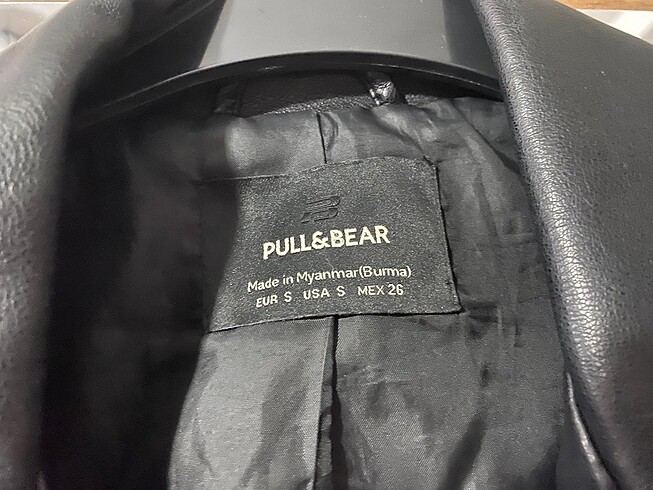 PULL&BEAR
Made in Myanmar(Burma)
EUR S USA S MEX 26